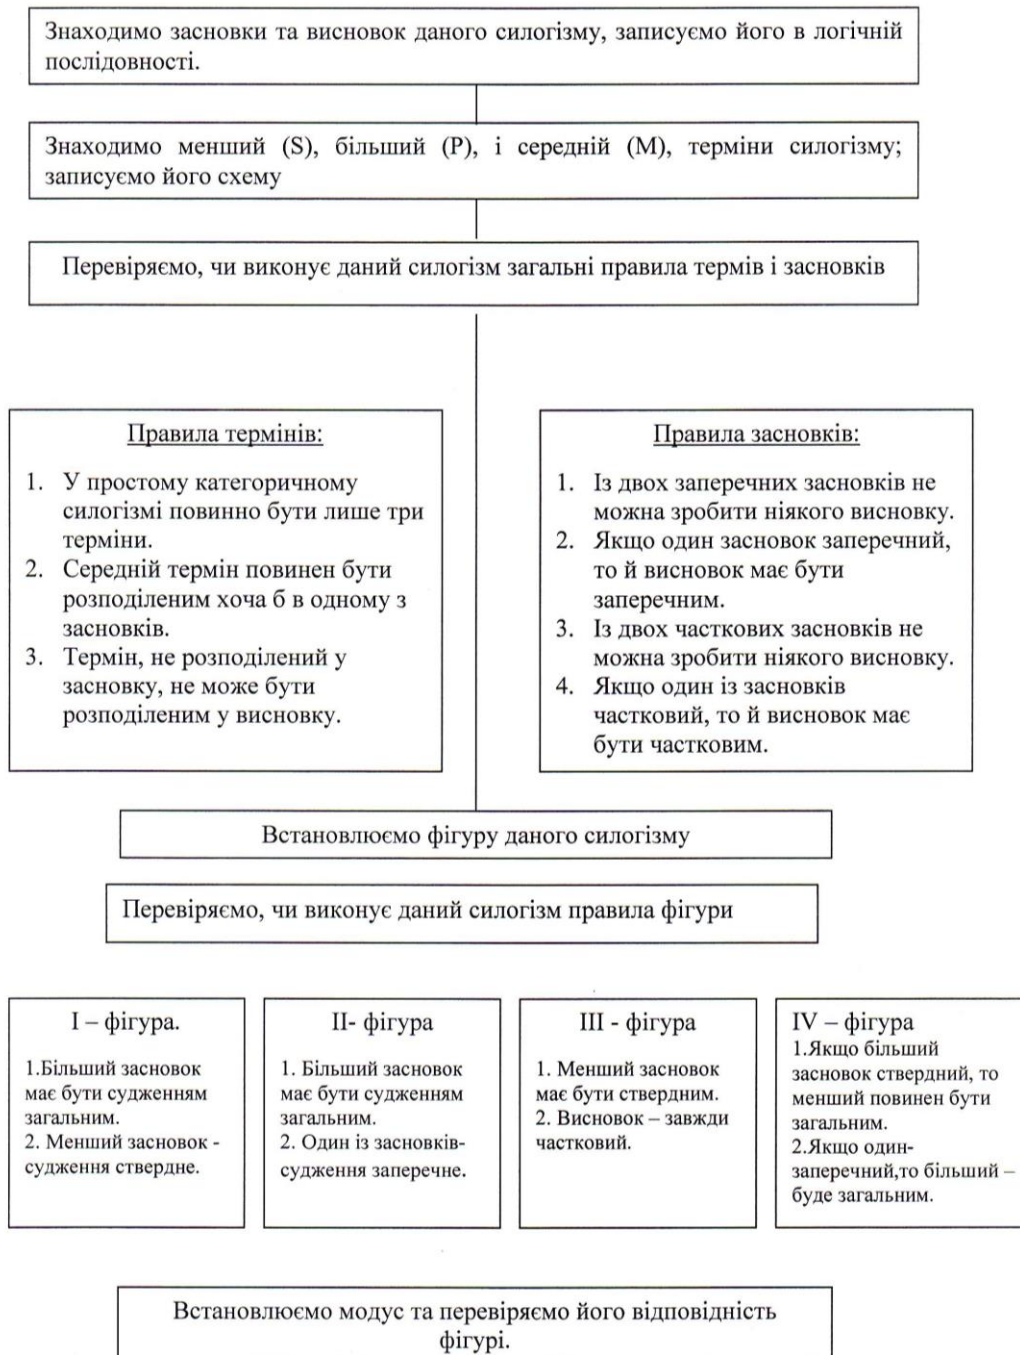 Знаходимо засновки та висновок даного силогізму, записуємо його в логічній
послідовності.
Знаходимо менший (S), більший (P), і середній (M), терміни силогізму;
записуємо його схему
Перевіряємо, чи виконує даний силогізм загальні правила термів і засновків
Правила термінів:
1. У простому категоричному
силогізмі повинно бути лише три
терміни.
2. Середній термін повинен бути
розподіленим хоча б в одному з
засновків.
3. Термін, не розподілений у
засновку, не може бути
розподіленим у висновку.
Правила засновків:
1. Із двох заперечних засновків не
можна зробити ніякого висновку.
2. Якщо один засновок заперечний,
то й висновок має бути
заперечним.
3. Із двох часткових засновків не
можна зробити ніякого висновку.
4. Якщо один із засновків
частковий, то й висновок має
бути частковим.
Встановлюємо фігуру даного силогізму
Перевіряємо, чи виконує даний силогізм правила фігури
I – фігура.
1.Більший засновок
має бути судженням
загальним.
2. Менший засновок -
судження ствердне.
II- фігура
1. Більший засновок
має бути судженням
загальним.
2. Один із засновків-
судження заперечне.
III - фігура
1. Менший засновок
має бути ствердним.
2. Висновок – завжди
частковий.
IV – фігура
1.Якщо більший
засновок ствердний, то
менший повинен бути
загальним.
2.Якщо один-
заперечний,то більший –
буде загальним.
Встановлюємо модус та перевіряємо його відповідність
фігурі.